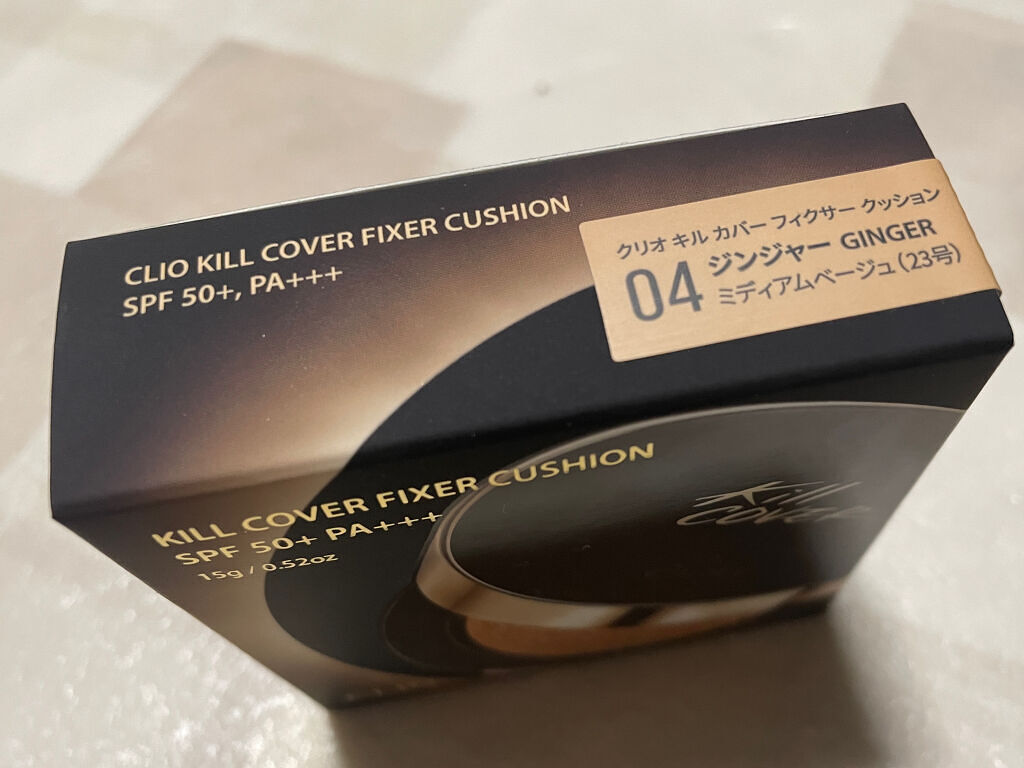 CLIO KILL COVER FIXER CUSHION
SPF 50+, PA+++
クリオ キル カバー フィクサー クッション
04 ジンジャー GINGER
ミディアムベージュ(23号)
KILL COVER FIXER CUSHION
SPF 50+ PA+++
15g / 0.52oz
Kill
COVER